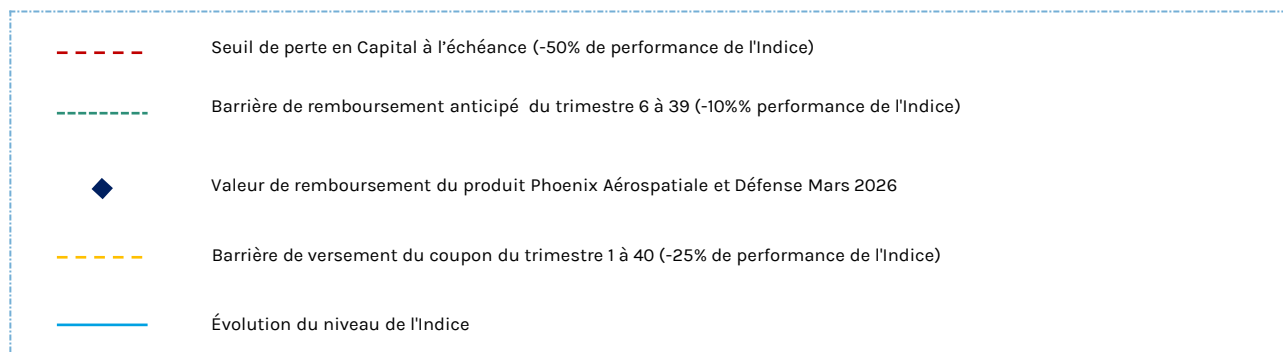 Seuil de perte en Capital à l’échéance (-50% de performance de l'Indice)
Barrière de remboursement anticipé  du trimestre 6 à 39 (-10%% performance de l'Indice)
Valeur de remboursement du produit Phoenix Aérospatiale et Défense Mars 2026
Barrière de versement du coupon du trimestre 1 à 40 (-25% de performance de l'Indice)
Évolution du niveau de l'Indice